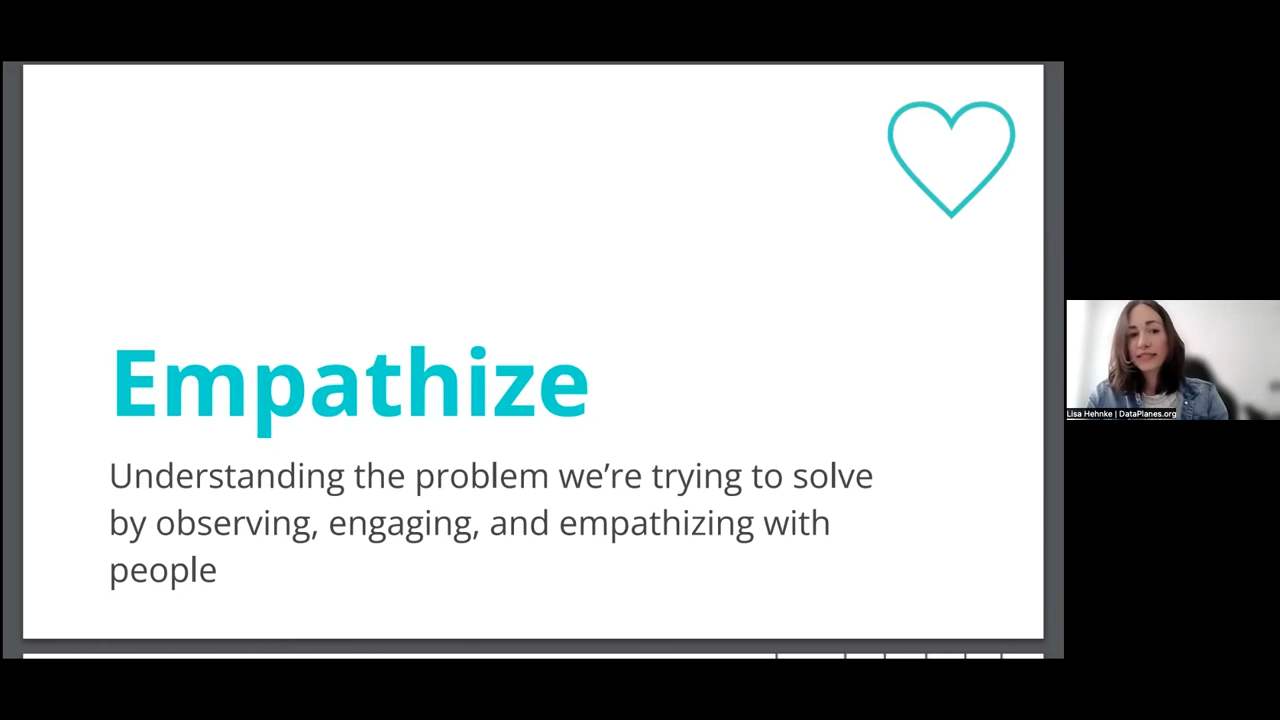 Empathize
Understanding the problem we’re trying to solve
by observing, engaging, and empathizing with
people
Lisa Hehnke | DataPlanes.org